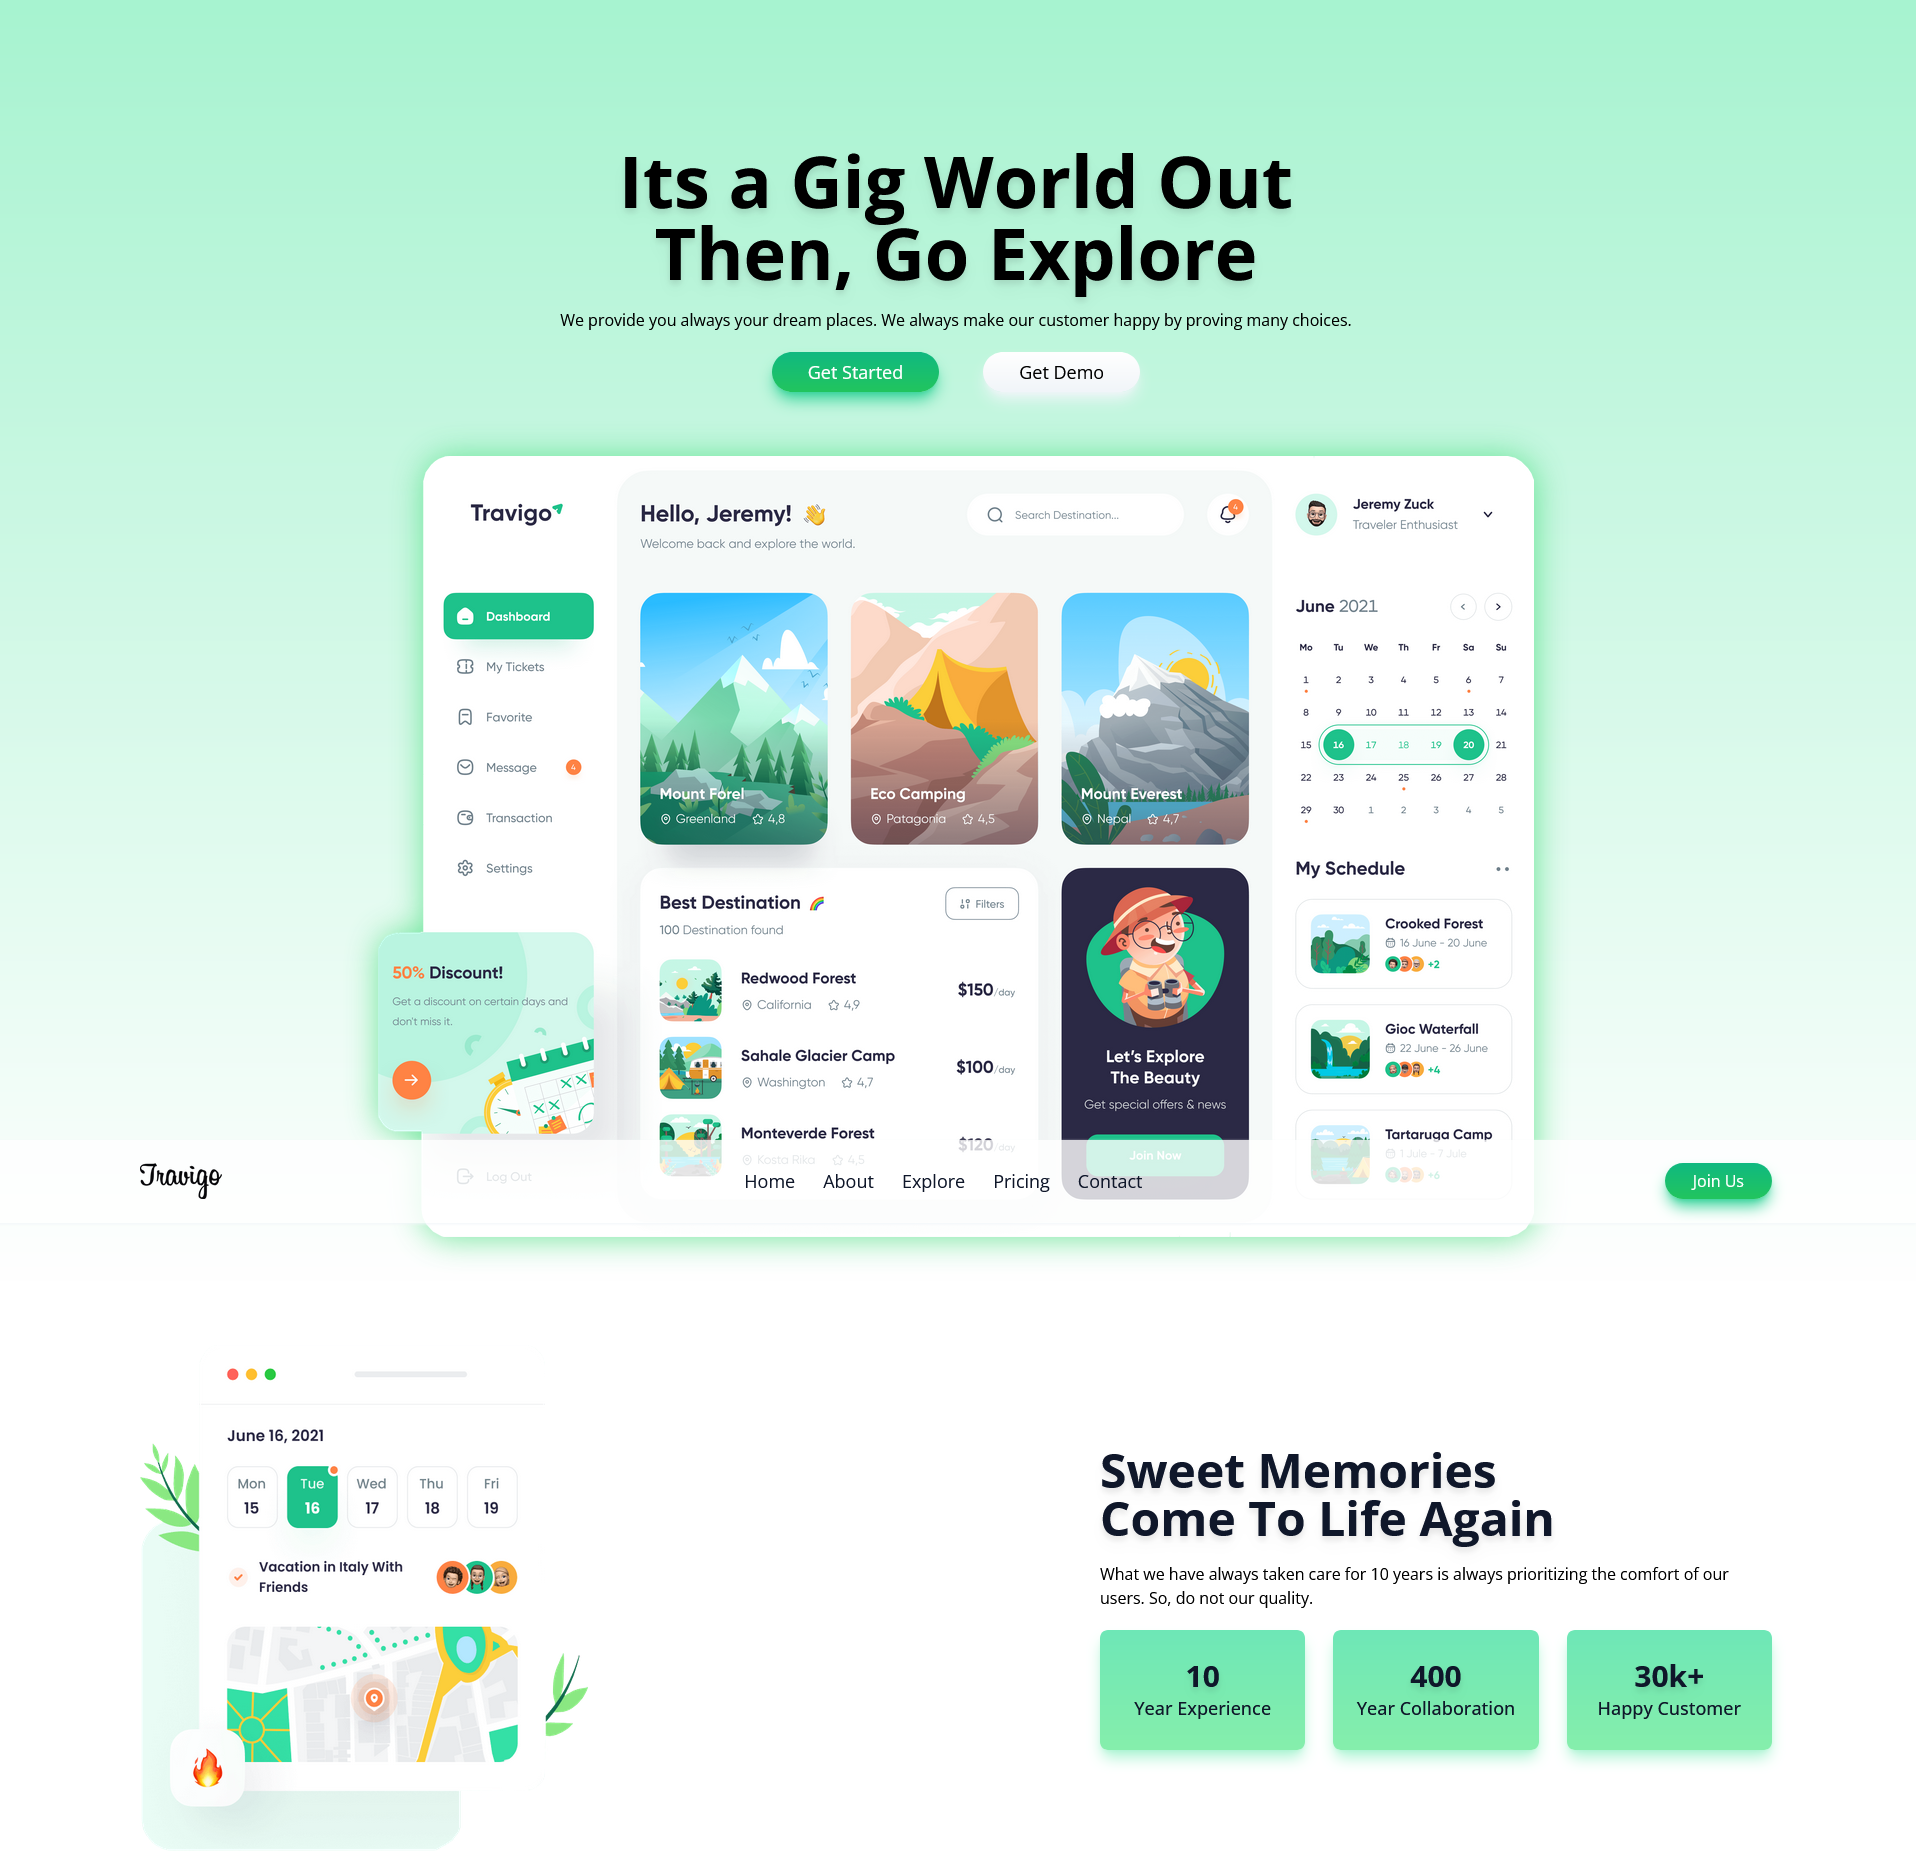 Its a Gig World Out
Then, Go Explore
We provide you always your dream places. We always make our customer happy by proving many choices.
Get Started
Get Demo
Travigo
Dashboard
My Tickets
Favorite
Message
4
Transaction
Settings
50% Discount!
Get a discount on certain days and
don't miss it.
Log Out
Hello, Jeremy!
Welcome back and explore the world.
Search Destination...
4
Mount Forel
Greenland 4,8
Eco Camping
Patagonia 4,5
Mount Everest
Nepal 4,7
Best Destination
100 Destination found
Filters
Redwood Forest
California 4,9
$150/day
Sahale Glacier Camp
Washington 4,7
$100/day
Monteverde Forest
Kosta Rika 4,5
$120 /day
Let's Explore
The Beauty
Get special offers & news
Join Now
Jeremy Zuck
Traveler Enthusiast
June 2021
Mo Tu We Th Fr Sa Su
1 2 3 4 5 6 7
8 9 10 11 12 13 14
15 16 17 18 19 20 21
22 23 24 25 26 27 28
29 30 1 2 3 4 5
My Schedule
Crooked Forest
16 June - 20 June
+2
Gioc Waterfall
22 June - 26 June
+4
Tartaruga Camp
1 Jule - 7 Jule
+6
Travigo
Home About Explore Pricing Contact
Join Us
June 16, 2021
Mon Tue Wed Thu Fri
15 16 17 18 19
Vacation in Italy With
Friends
Sweet Memories
Come To Life Again
What we have always taken care for 10 years is always prioritizing the comfort of our
users. So, do not our quality.
10
Year Experience
400
Year Collaboration
30k+
Happy Customer